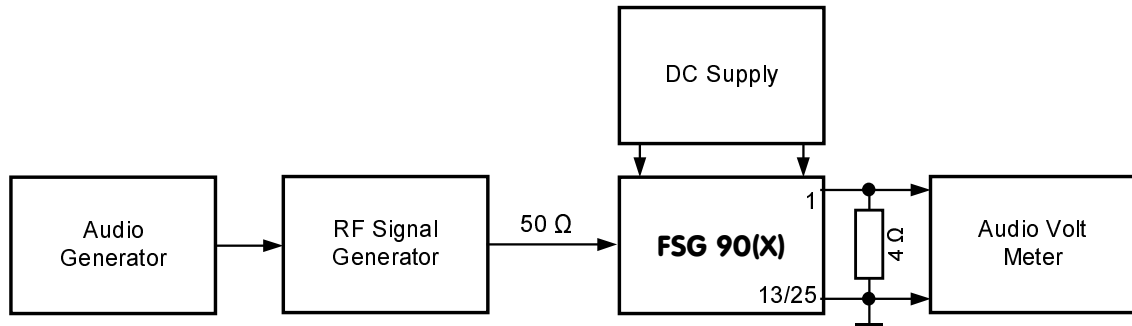 DC Supply
Audio
Generator
RF Signal
Generator
50 Ω
FSG 90(X)
1
13/25
4 Ω
Audio Volt
Meter